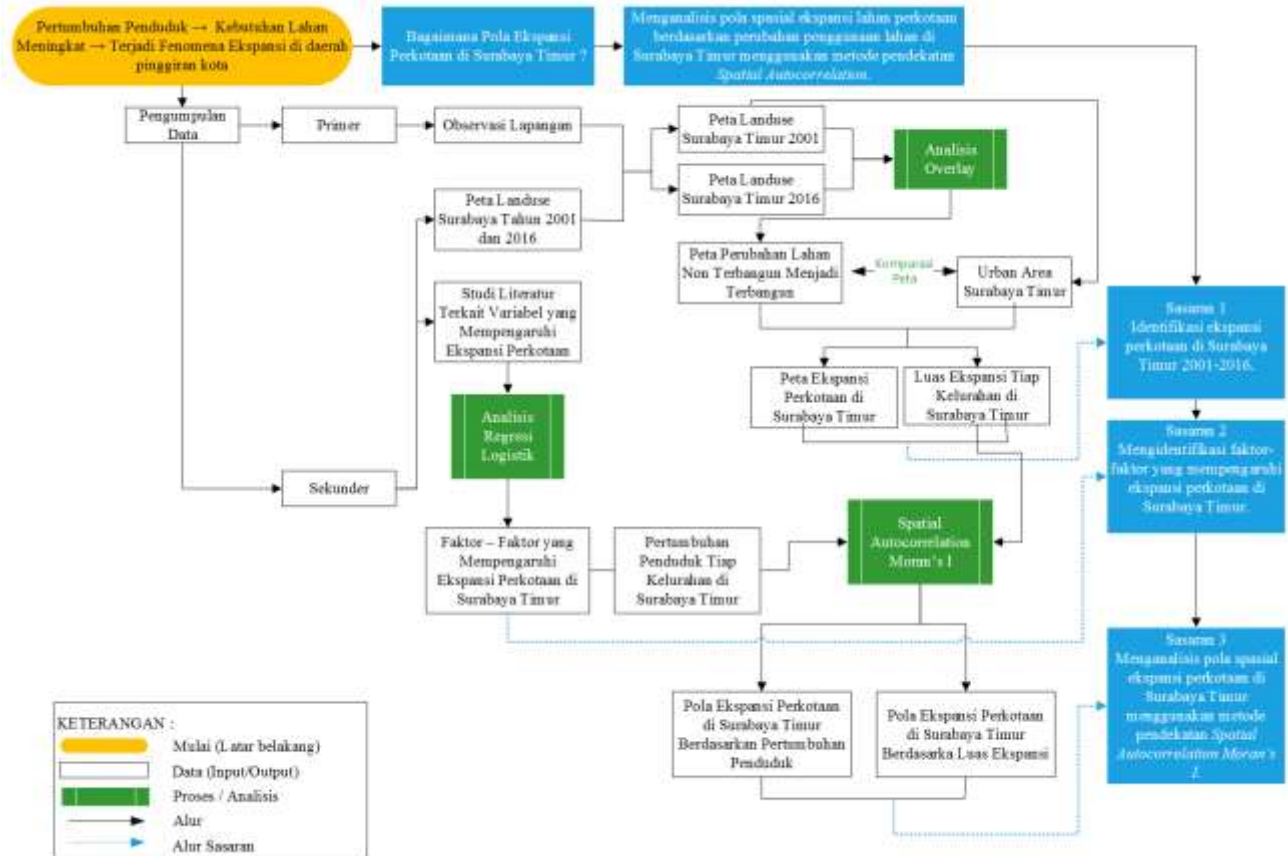 Pertumbuhan Penduduk → Kebutuhan Lahan
Meningkat → Terjadi Fenomena Ekspansi di daerah
pinggiran kota
Bagaimana Pola Ekspansi
Perkotaan di Surabaya Timur ?
Menganalisis pola spasial ekspansi lahan perkotaan
berdasarkan perubahan penggunaan lahan di
Surabaya Timur menggunakan metode pendekatan
Spatial Autocorrelation.
Pengumpulan
Data
Primer
Observasi Lapangan
Peta Landuse
Surabaya Timur 2001
Analisis
Overlay
Peta Landuse
Surabaya Timur 2016
Peta Landuse
Surabaya Tahun 2001
dan 2016
Peta Perubahan Lahan
Non Terbangun Menjadi
Terbangun
Komparasi
Peta
Urban Area
Surabaya Timur
Studi Literatur
Terkait Variabel yang
Mempengaruhi
Ekspansi Perkotaan
Sasaran 1
Identifikasi ekspansi
perkotaan di Surabaya
Timur 2001-2016.
Peta Ekspansi
Perkotaan di
Surabaya Timur
Luas Ekspansi Tiap
Kelurahan di
Surabaya Timur
Analisis
Regresi
Logistik
Sasaran 2
Mengidentifikasi faktor-
faktor yang mempengaruhi
ekspansi perkotaan di
Surabaya Timur.
Sekunder
Faktor – Faktor yang
Mempengaruhi
Ekspansi Perkotaan di
Surabaya Timur
Pertumbuhan
Penduduk Tiap
Kelurahan di
Surabaya Timur
Spatial
Autocorrelation
Moran's I
Sasaran 3
Menganalisis pola spasial
ekspansi perkotaan di
Surabaya Timur
menggunakan metode
pendekatan Spatial
Autocorrelation Moran's
I.
Pola Ekspansi Perkotaan
di Surabaya Timur
Berdasarkan Pertumbuhan
Penduduk
Pola Ekspansi Perkotaan
di Surabaya Timur
Berdasarka Luas Ekspansi
KETERANGAN :
Mulai (Latar belakang)
Data (Input/Output)
Proses / Analisis
Alur
Alur Sasaran